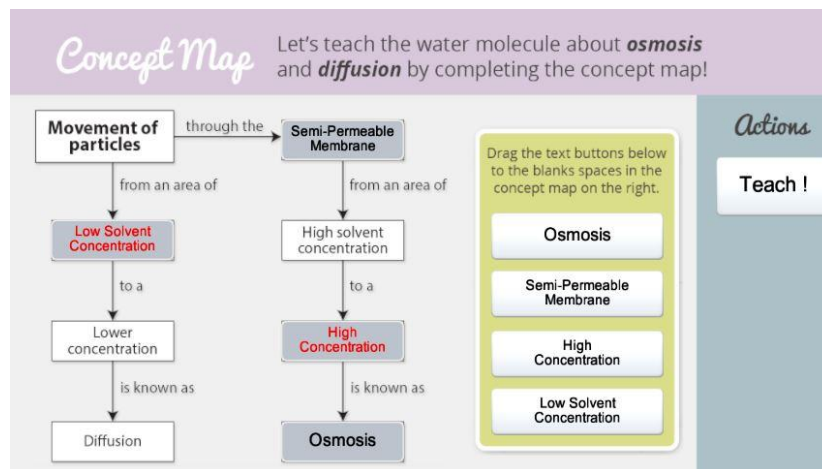 Concept Map
Let's teach the water molecule about osmosis
and diffusion by completing the concept map!
Movement of
particles
through the
Semi-Permeable
Membrane
from an area of
from an area of
Low Solvent
Concentration
High solvent
concentration
to a
to a
Lower
concentration
High
Concentration
is known as
is known as
Diffusion
Osmosis
Drag the text buttons below
to the blanks spaces in the
concept map on the right.
Osmosis
Semi-Permeable
Membrane
High
Concentration
Low Solvent
Concentration
Actions
Teach !